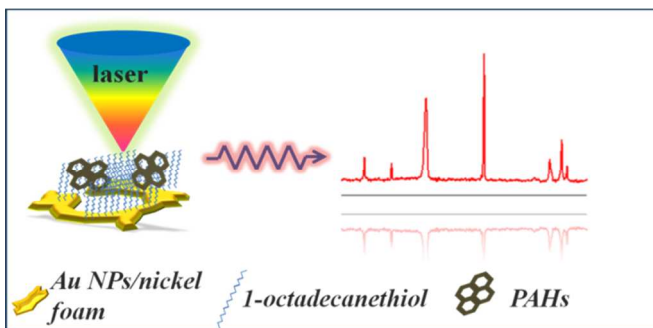 laser
Au NPs/nickel
foam
1-octadecanethiol
PAHs